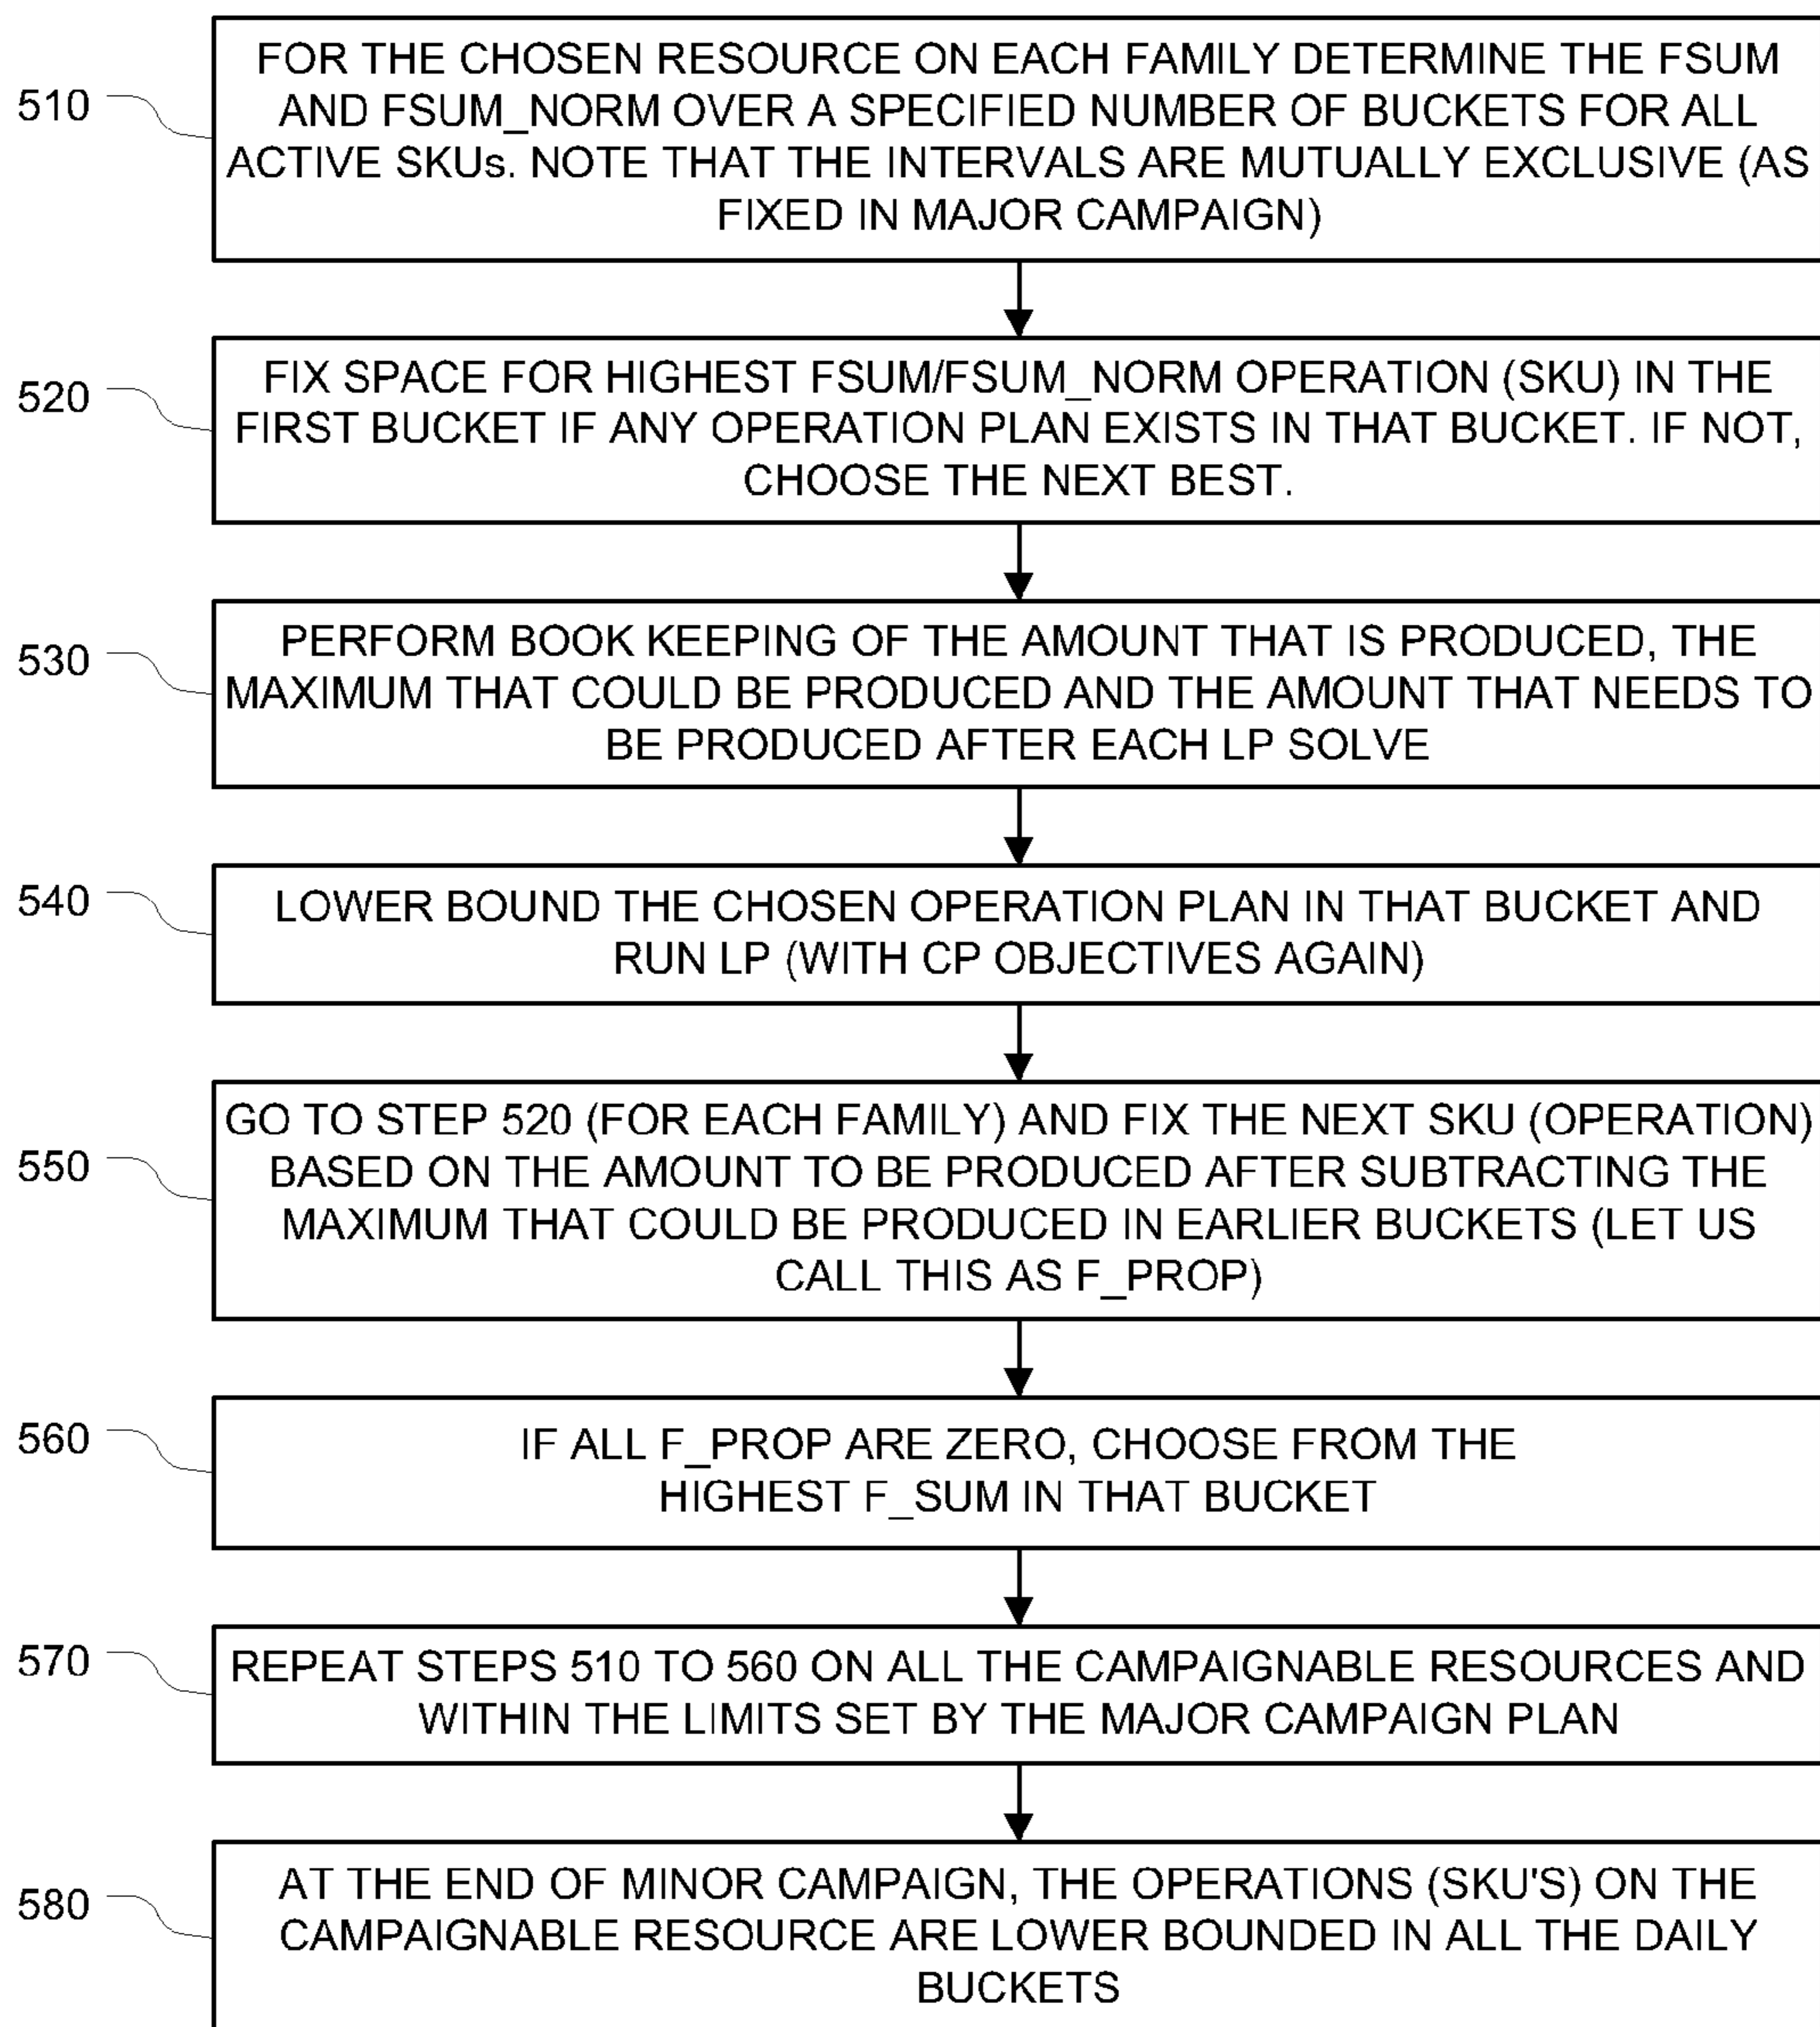 510
FOR THE CHOSEN RESOURCE ON EACH FAMILY DETERMINE THE FSUM
AND FSUM_NORM OVER A SPECIFIED NUMBER OF BUCKETS FOR ALL
ACTIVE SKUs. NOTE THAT THE INTERVALS ARE MUTUALLY EXCLUSIVE (AS
FIXED IN MAJOR CAMPAIGN)
520
FIX SPACE FOR HIGHEST FSUM/FSUM_NORM OPERATION (SKU) IN THE
FIRST BUCKET IF ANY OPERATION PLAN EXISTS IN THAT BUCKET. IF NOT,
CHOOSE THE NEXT BEST.
530
PERFORM BOOK KEEPING OF THE AMOUNT THAT IS PRODUCED, THE
MAXIMUM THAT COULD BE PRODUCED AND THE AMOUNT THAT NEEDS TO
BE PRODUCED AFTER EACH LP SOLVE
540
LOWER BOUND THE CHOSEN OPERATION PLAN IN THAT BUCKET AND
RUN LP (WITH CP OBJECTIVES AGAIN)
550
GO TO STEP 520 (FOR EACH FAMILY) AND FIX THE NEXT SKU (OPERATION)
BASED ON THE AMOUNT TO BE PRODUCED AFTER SUBTRACTING THE
MAXIMUM THAT COULD BE PRODUCED IN EARLIER BUCKETS (LET US
CALL THIS AS F_PROP)
560
IF ALL F_PROP ARE ZERO, CHOOSE FROM THE
HIGHEST F_SUM IN THAT BUCKET
570
REPEAT STEPS 510 TO 560 ON ALL THE CAMPAIGNABLE RESOURCES AND
WITHIN THE LIMITS SET BY THE MAJOR CAMPAIGN PLAN
580
AT THE END OF MINOR CAMPAIGN, THE OPERATIONS (SKU'S) ON THE
CAMPAIGNABLE RESOURCE ARE LOWER BOUNDED IN ALL THE DAILY
BUCKETS